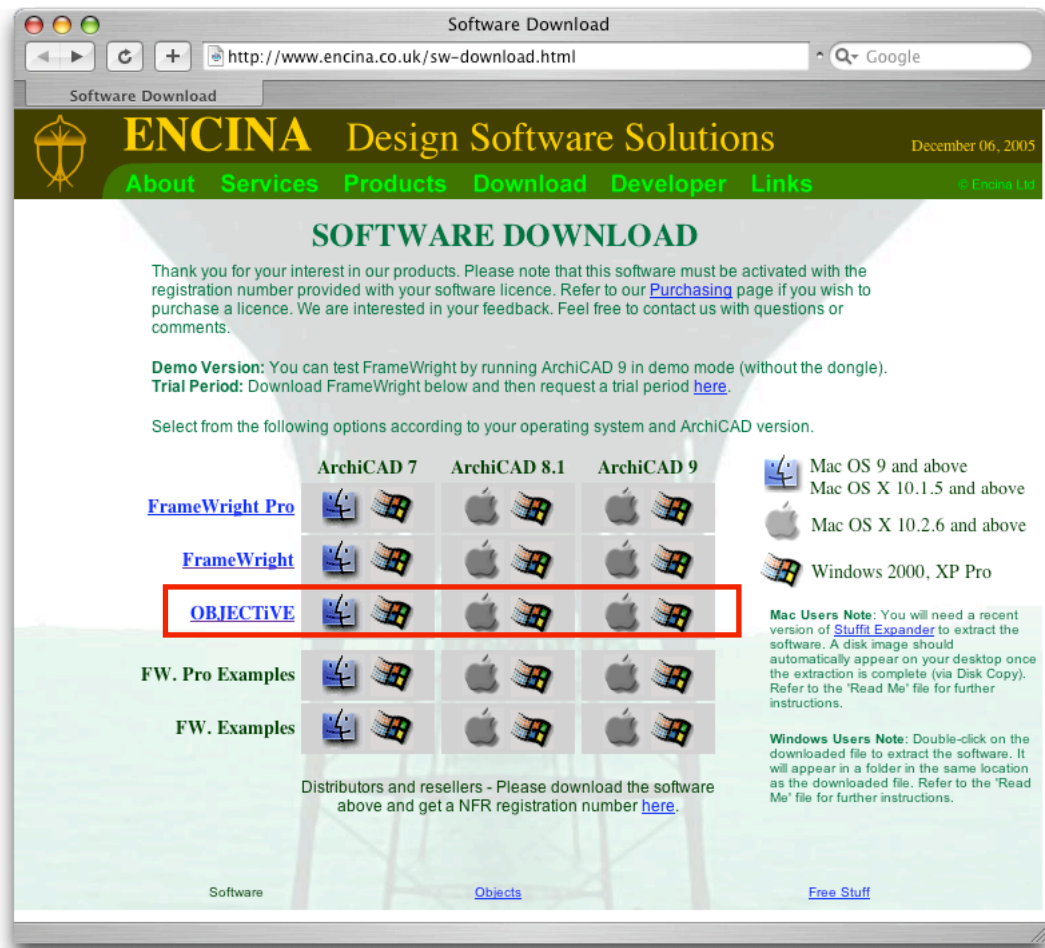 Software Download
http://www.encina.co.uk/sw-download.html
Google
Software Download
ENCINA Design Software Solutions
December 06, 2005
About Services Products Download Developer Links
© Encina Ltd
SOFTWARE DOWNLOAD
Thank you for your interest in our products. Please note that this software must be activated with the
registration number provided with your software licence. Refer to our Purchasing page if you wish to
purchase a licence. We are interested in your feedback. Feel free to contact us with questions or
comments.
Demo Version: You can test FrameWright by running ArchiCAD 9 in demo mode (without the dongle).
Trial Period: Download FrameWright below and then request a trial period here.
Select from the following options according to your operating system and ArchiCAD version.
ArchiCAD 7 ArchiCAD 8.1 ArchiCAD 9
FrameWright Pro
FrameWright
OBJECTiVE
FW. Pro Examples
FW. Examples
Mac OS 9 and above
Mac OS X 10.1.5 and above
Mac OS X 10.2.6 and above
Windows 2000, XP Pro
Mac Users Note: You will need a recent
version of Stuffit Expander to extract the
software. A disk image should
automatically appear on your desktop once
the extraction is complete (via Disk Copy).
Refer to the 'Read Me' file for further
instructions.
Windows Users Note: Double-click on the
downloaded file to extract the software. It
will appear in a folder in the same location
as the downloaded file. Refer to the 'Read
Me' file for further instructions.
Distributors and resellers - Please download the software
above and get a NFR registration number here.
Software
Objects
Free Stuff